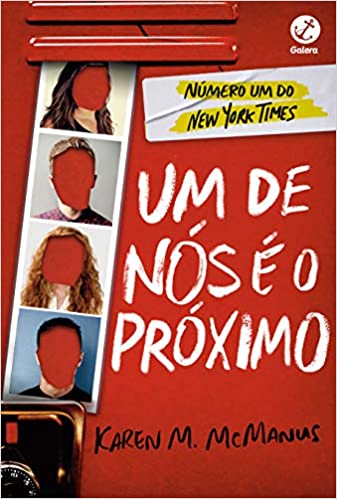 Galera
NÚMERO UM DO
NEW YORK TIMES
UM DE
NÓS É O
PRÓXIMO
KAREN M. McMANUS